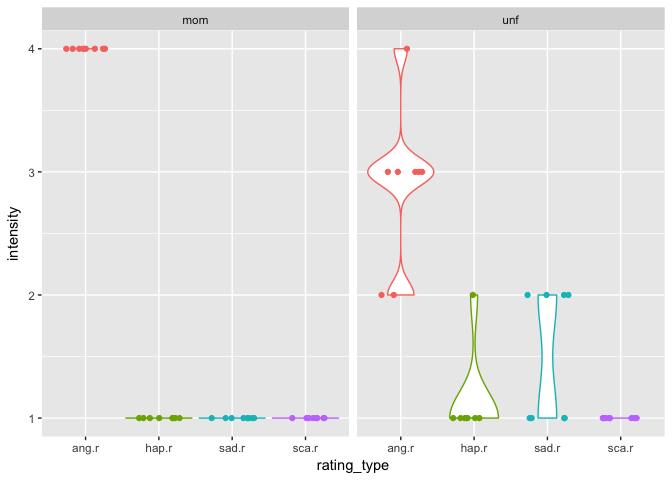 mom unf
4
3
2
1
intensity
ang.r hap.r sad.r sca.r ang.r hap.r sad.r sca.r
rating_type